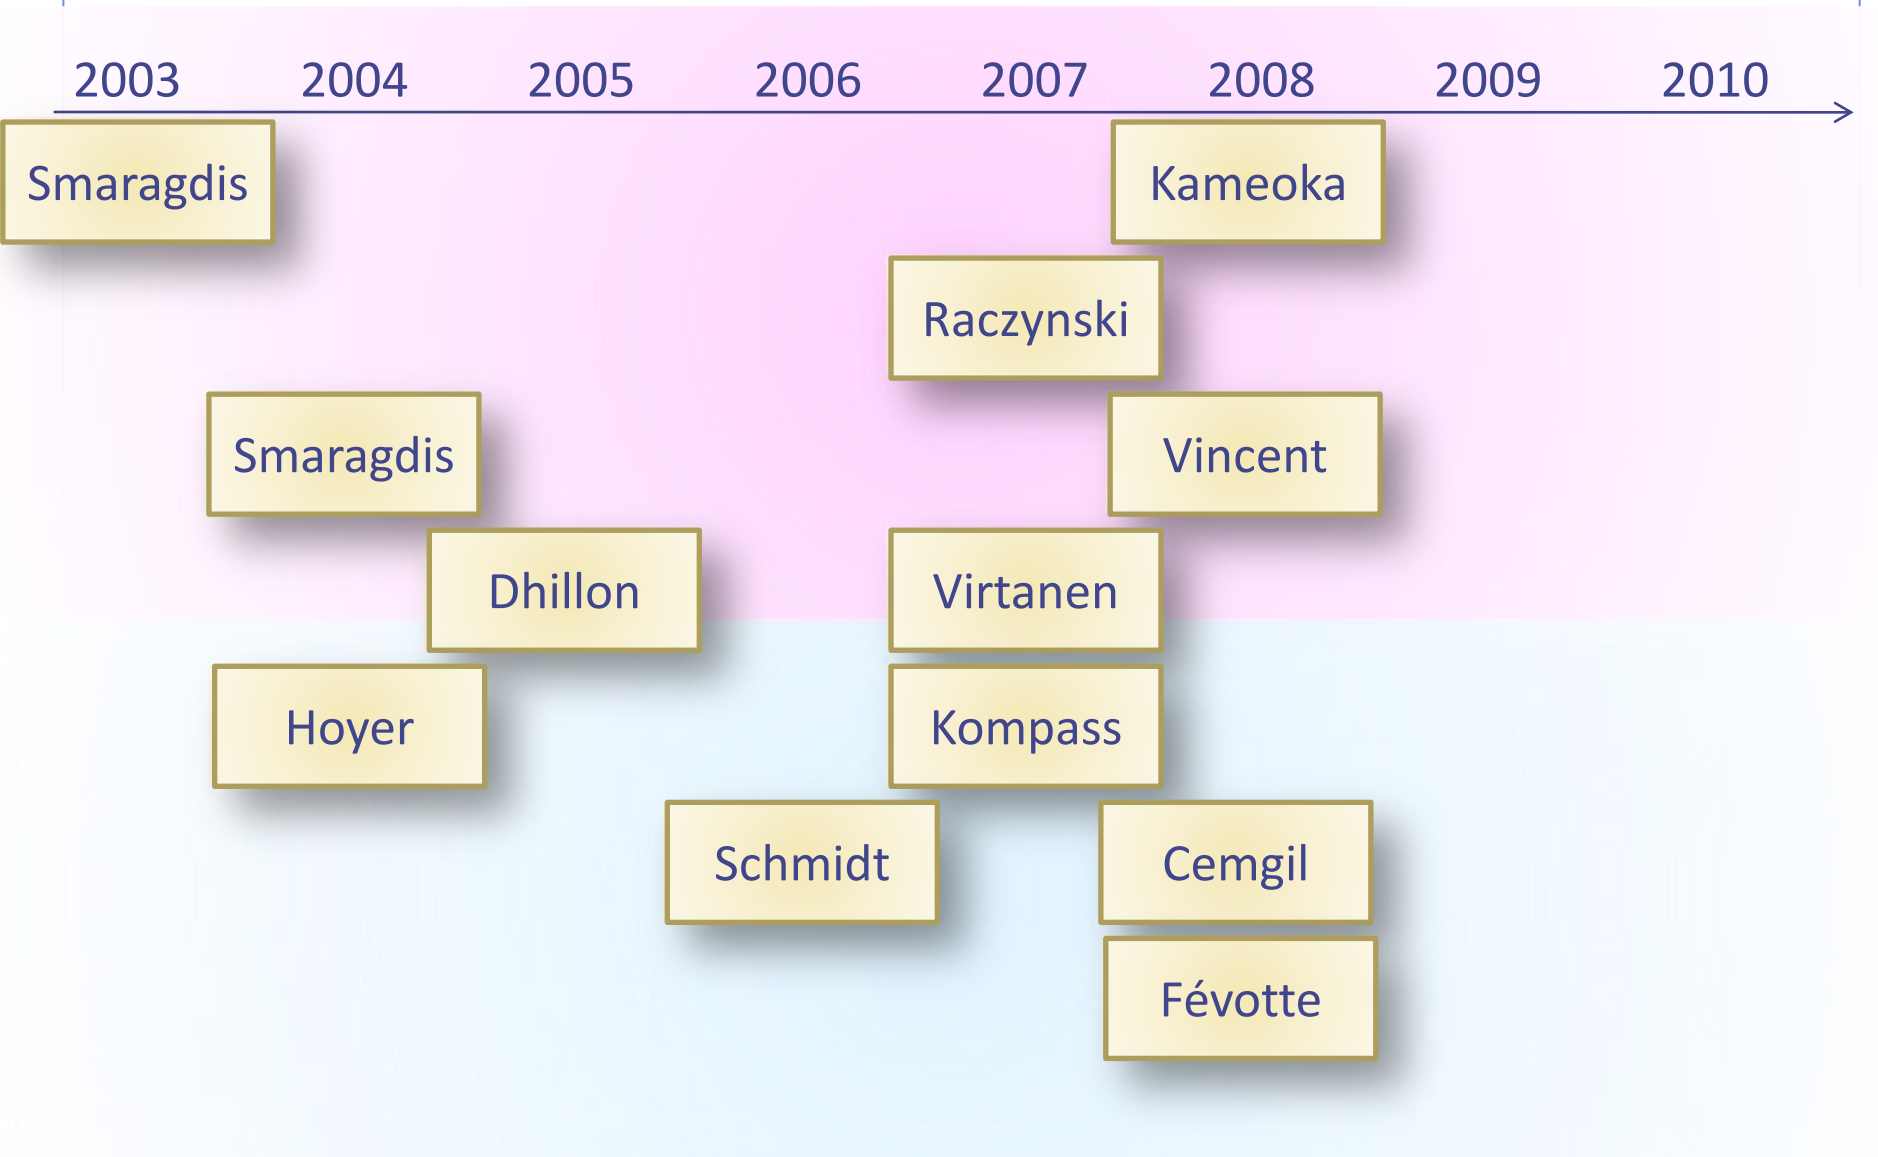 2003 2004 2005 2006 2007 2008 2009 2010
Smaragdis Kameoka
Raczynski
Smaragdis Vincent
Dhillon Virtanen
Hoyer Kompass
Schmidt Cemgil
Févotte